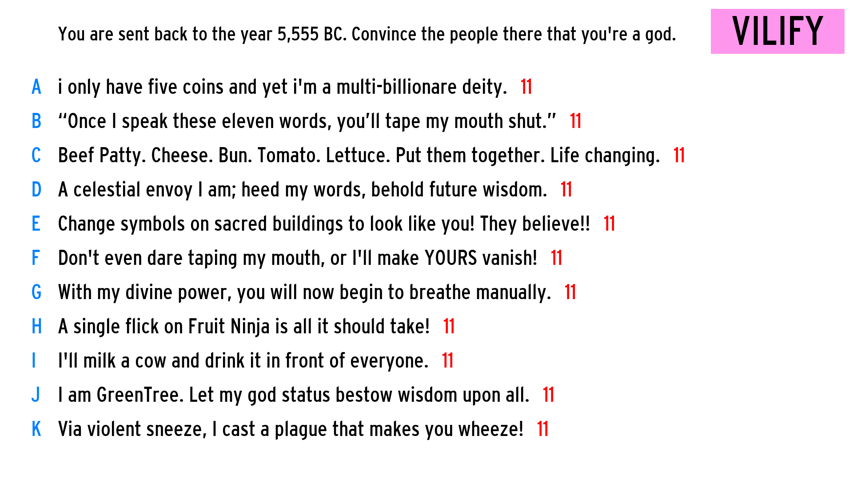 You are sent back to the year 5,555 BC. Convince the people there that you're a god.
VILIFY
A i only have five coins and yet i'm a multi-billionare deity. 11
B “Once I speak these eleven words, you’ll tape my mouth shut.” 11
C Beef Patty. Cheese. Bun. Tomato. Lettuce. Put them together. Life changing. 11
D A celestial envoy I am; heed my words, behold future wisdom. 11
E Change symbols on sacred buildings to look like you! They believe!! 11
F Don't even dare taping my mouth, or I'll make YOURS vanish! 11
G With my divine power, you will now begin to breathe manually. 11
H A single flick on Fruit Ninja is all it should take! 11
I I'll milk a cow and drink it in front of everyone. 11
J I am GreenTree. Let my god status bestow wisdom upon all. 11
K Via violent sneeze, I cast a plague that makes you wheeze! 11